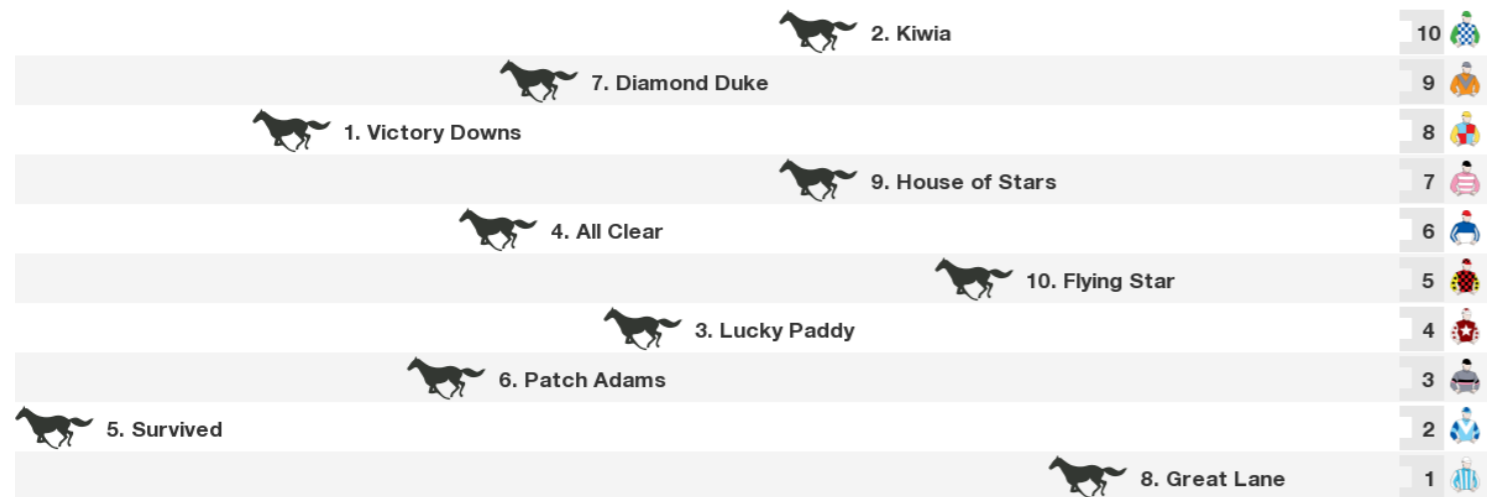 2. Kiwia 10
7. Diamond Duke 9
1. Victory Downs 8
9. House of Stars 7
4. All Clear 6
10. Flying Star 5
3. Lucky Paddy 4
6. Patch Adams 3
5. Survived 2
8. Great Lane 1